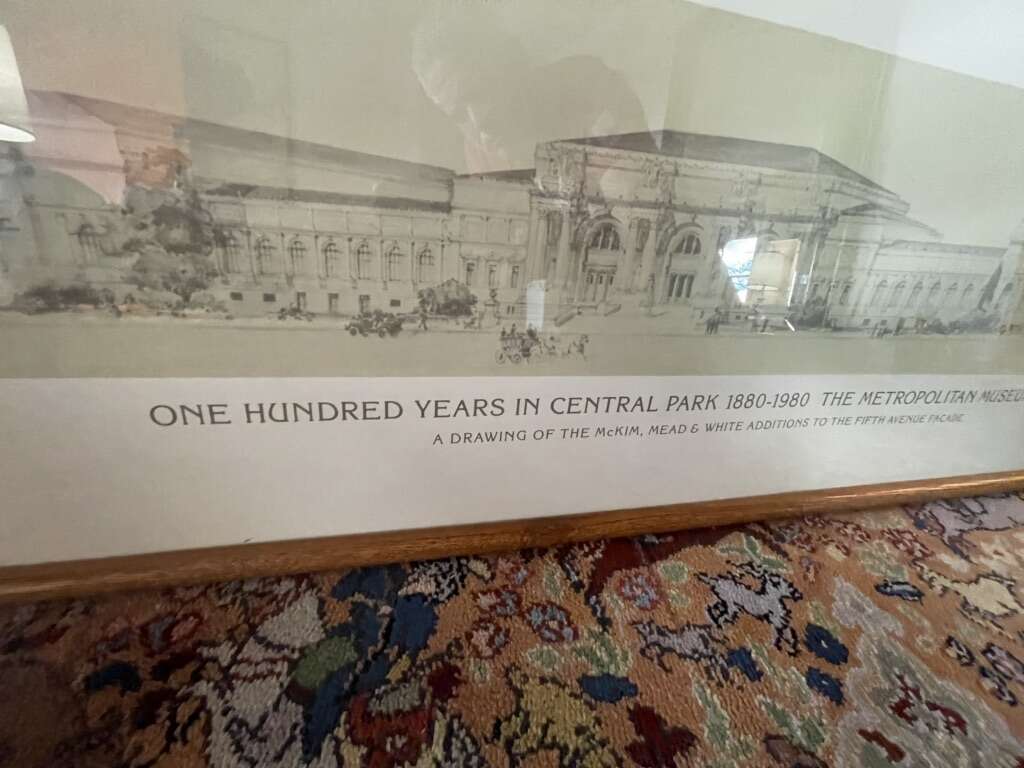 ONE HUNDRED YEARS IN CENTRAL PARK 1880-1980 THE METROPOLITAN
A DRAWING OF THE McKIM, MEAD & WHITE ADDITIONS TO THE FIFTH AVENUE FACADE